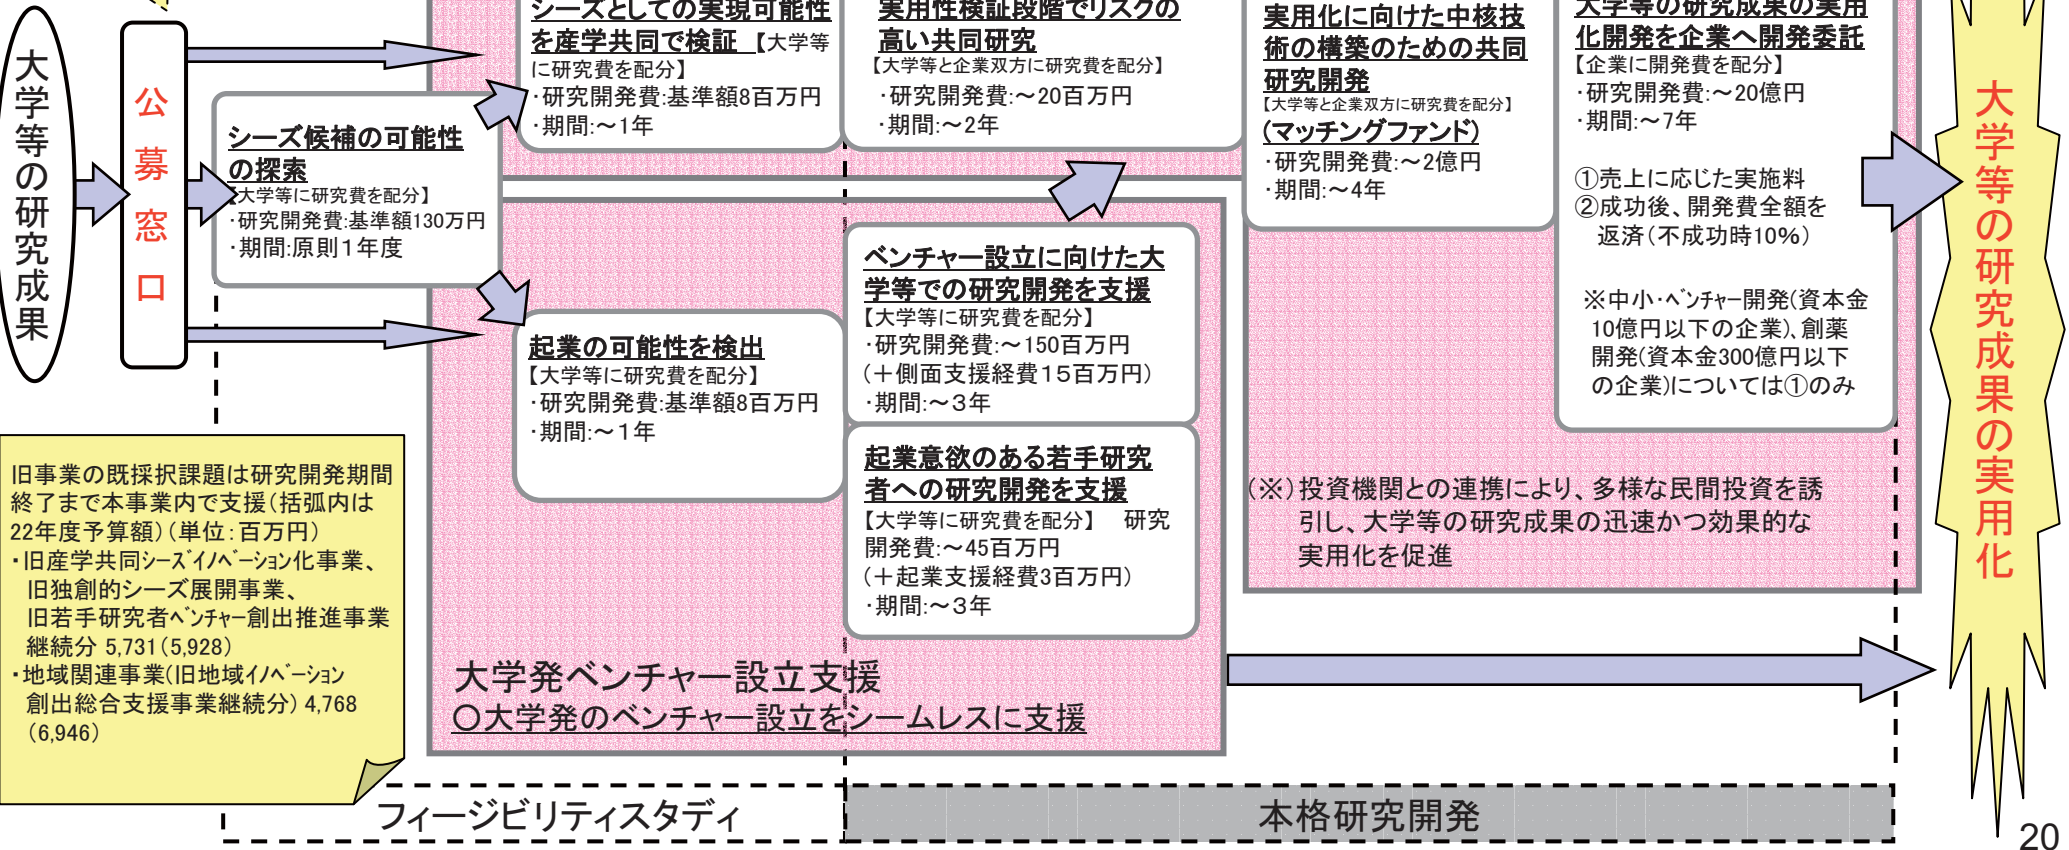 大学等の研究成果
公募窓口
シーズ候補の可能性
の探索
【大学等に研究費を配分】
・研究開発費:基準額130万円
・期間:原則1年度
シーズとしての実現可能性
を産学共同で検証 【大学等
に研究費を配分】
・研究開発費:基準額8百万円
・期間:~1年
実用性検証段階でリスクの
高い共同研究
【大学等と企業双方に研究費を配分】
・研究開発費:~20百万円
・期間:~2年
実用化に向けた中核技
術の構築のための共同
研究開発
【大学等と企業双方に研究費を配分】
(マッチングファンド)
・研究開発費:~2億円
・期間:~4年
大学等の研究成果の実用
化開発を企業へ開発委託
【企業に開発費を配分】
・研究開発費:~20億円
・期間:~7年
①売上に応じた実施料
②成功後、開発費全額を
返済(不成功時10%)
※中小・ベンチャー開発(資本金
10億円以下の企業)、創薬
開発(資本金300億円以下
の企業)については①のみ
起業の可能性を検出
【大学等に研究費を配分】
・研究開発費:基準額8百万円
・期間:~1年
ベンチャー設立に向けた大
学等での研究開発を支援
【大学等に研究費を配分】
・研究開発費:~150百万円
(+側面支援経費15百万円)
・期間:~3年
起業意欲のある若手研究
者への研究開発を支援
【大学等に研究費を配分】 研究
開発費:~45百万円
(+起業支援経費3百万円)
・期間:~3年
(※)投資機関との連携により、多様な民間投資を誘
引し、大学等の研究成果の迅速かつ効果的な
実用化を促進
大学発ベンチャー設立支援
○大学発のベンチャー設立をシームレスに支援
旧事業の既採択課題は研究開発期間
終了まで本事業内で支援(括弧内は
22年度予算額)(単位:百万円)
・旧産学共同シーズイノベーション化事業、
旧独創的シーズ展開事業、
旧若手研究者ベンチャー創出推進事業
継続分 5,731(5,928)
・地域関連事業(旧地域イノベーション
創出総合支援事業継続分) 4,768
(6,946)
大学等の研究成果の実用化
フィージビリティスタディ
本格研究開発
20